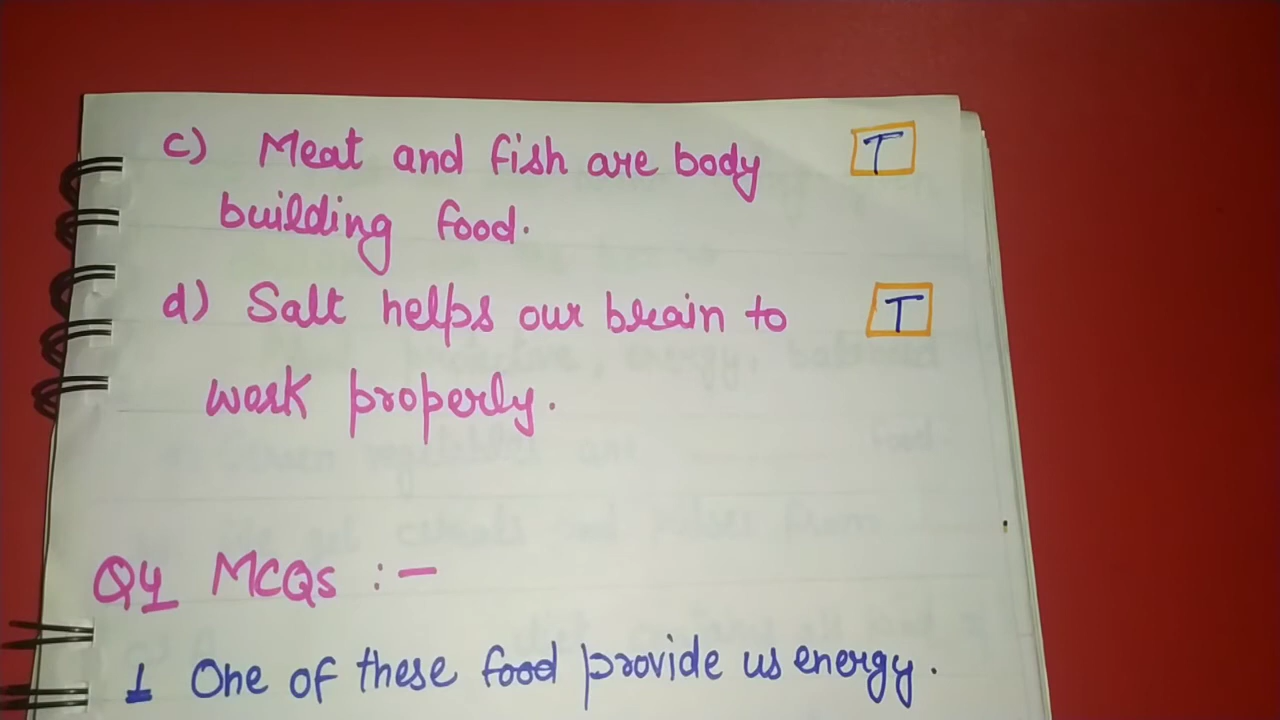 c) Meat and fish are body T
building food.
d) Salt helps our brain to T
work properly.
Q4 MCQs :-
1 One of these food provide us energy.